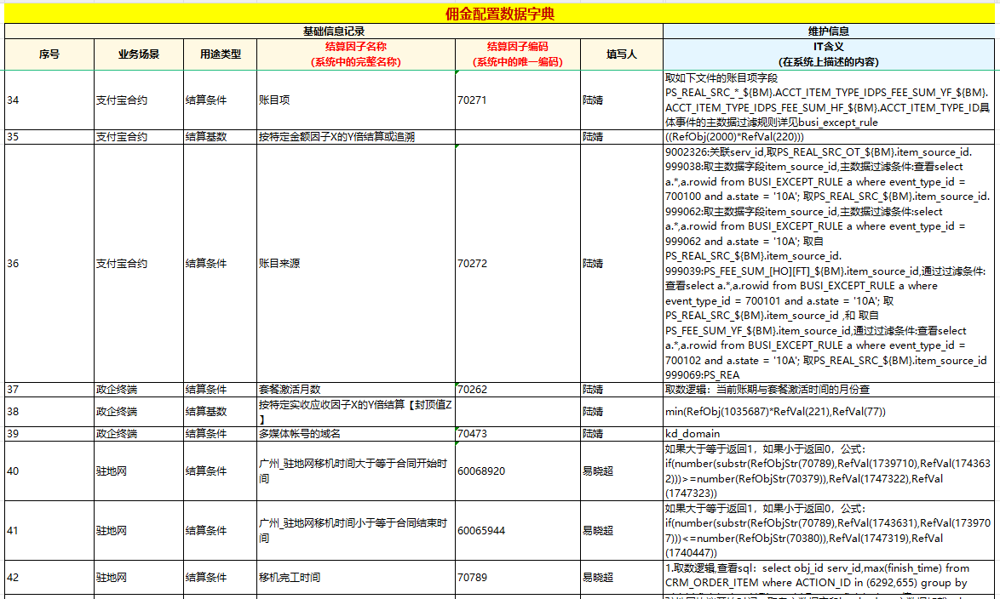 佣金配置数据字典
基础信息记录
维护信息
序号
业务场景
用途类型
结算因子名称
(系统中的完整名称)
结算因子编码
(系统中的唯一编码)
填写人
IT含义
(在系统上描述的内容)
34
支付宝合约
结算条件
账目项
70271
陆婧
取如下文件的账目项字段
PS_REAL_SRC_*_${BM}.ACCT_ITEM_TYPE_IDPS_FEE_SUM_YF_${BM}.
ACCT_ITEM_TYPE_IDPS_FEE_SUM_HF_${BM}.ACCT_ITEM_TYPE_ID具
体事件的主数据过滤规则详见busi_except_rule
35
支付宝合约
结算基数
按特定金额因子X的Y倍结算或追溯
陆婧
((RefObj(2000)*RefVal(220)))
36
支付宝合约
结算条件
账目来源
70272
陆婧
9002326:关联serv_id,取PS_REAL_SRC_OT_${BM}.item_source_id.
999038:取主数据字段item_source_id,主数据过滤条件:查看select
a.*,a.rowid from BUSI_EXCEPT_RULE a where event_type_id =
700100 and a.state = '10A'; 取PS_REAL_SRC_${BM}.item_source_id.
999062:取主数据字段item_source_id,主数据过滤条件:select
a.*,a.rowid from BUSI_EXCEPT_RULE a where event_type_id =
999062 and a.state = '10A'; 取自
PS_REAL_SRC_${BM}.item_source_id.
999039:PS_FEE_SUM_[HO][FT]_${BM}.item_source_id,通过过滤条件:
查看select a.*,a.rowid from BUSI_EXCEPT_RULE a where
event_type_id = 700101 and a.state = '10A'; 取
PS_REAL_SRC_${BM}.item_source_id ,和 取自
PS_FEE_SUM_YF_${BM}.item_source_id,通过过滤条件:查看select
a.*,a.rowid from BUSI_EXCEPT_RULE a where event_type_id =
700102 and a.state = '10A'; 取PS_REAL_SRC_${BM}.item_source_id
999069:PS_REA
37
政企终端
结算条件
套餐激活月数
70262
陆婧
取数逻辑：当前账期与套餐激活时间的月份查
38
政企终端
结算基数
按特定实收应收因子X的Y倍结算【封顶值Z
】
陆婧
min(RefObj(1035687)*RefVal(221),RefVal(77))
39
政企终端
结算条件
多媒体帐号的域名
70473
陆婧
kd_domain
40
驻地网
结算条件
广州_驻地网移机时间大于等于合同开始时
间
60068920
易晓超
如果大于等于返回1，如果小于返回0，公式：
if(number(substr(RefObjStr(70789),RefVal(1739710),RefVal(174363
2)))>=number(RefObjStr(70379)),RefVal(1747322),RefVal
(1747323))
41
驻地网
结算条件
广州_驻地网移机时间小于等于合同结束时
间
60065944
易晓超
如果大于等于返回1，如果小于返回0，公式：
if(number(substr(RefObjStr(70789),RefVal(1743631),RefVal(173970
7)))<=number(RefObjStr(70380)),RefVal(1747319),RefVal
(1740447))
42
驻地网
结算条件
移机完工时间
70789
易晓超
1.取数逻辑,查看sql：select obj_id serv_id,max(finish_time) from
CRM_ORDER_ITEM where ACTION_ID in (6292,655) group by